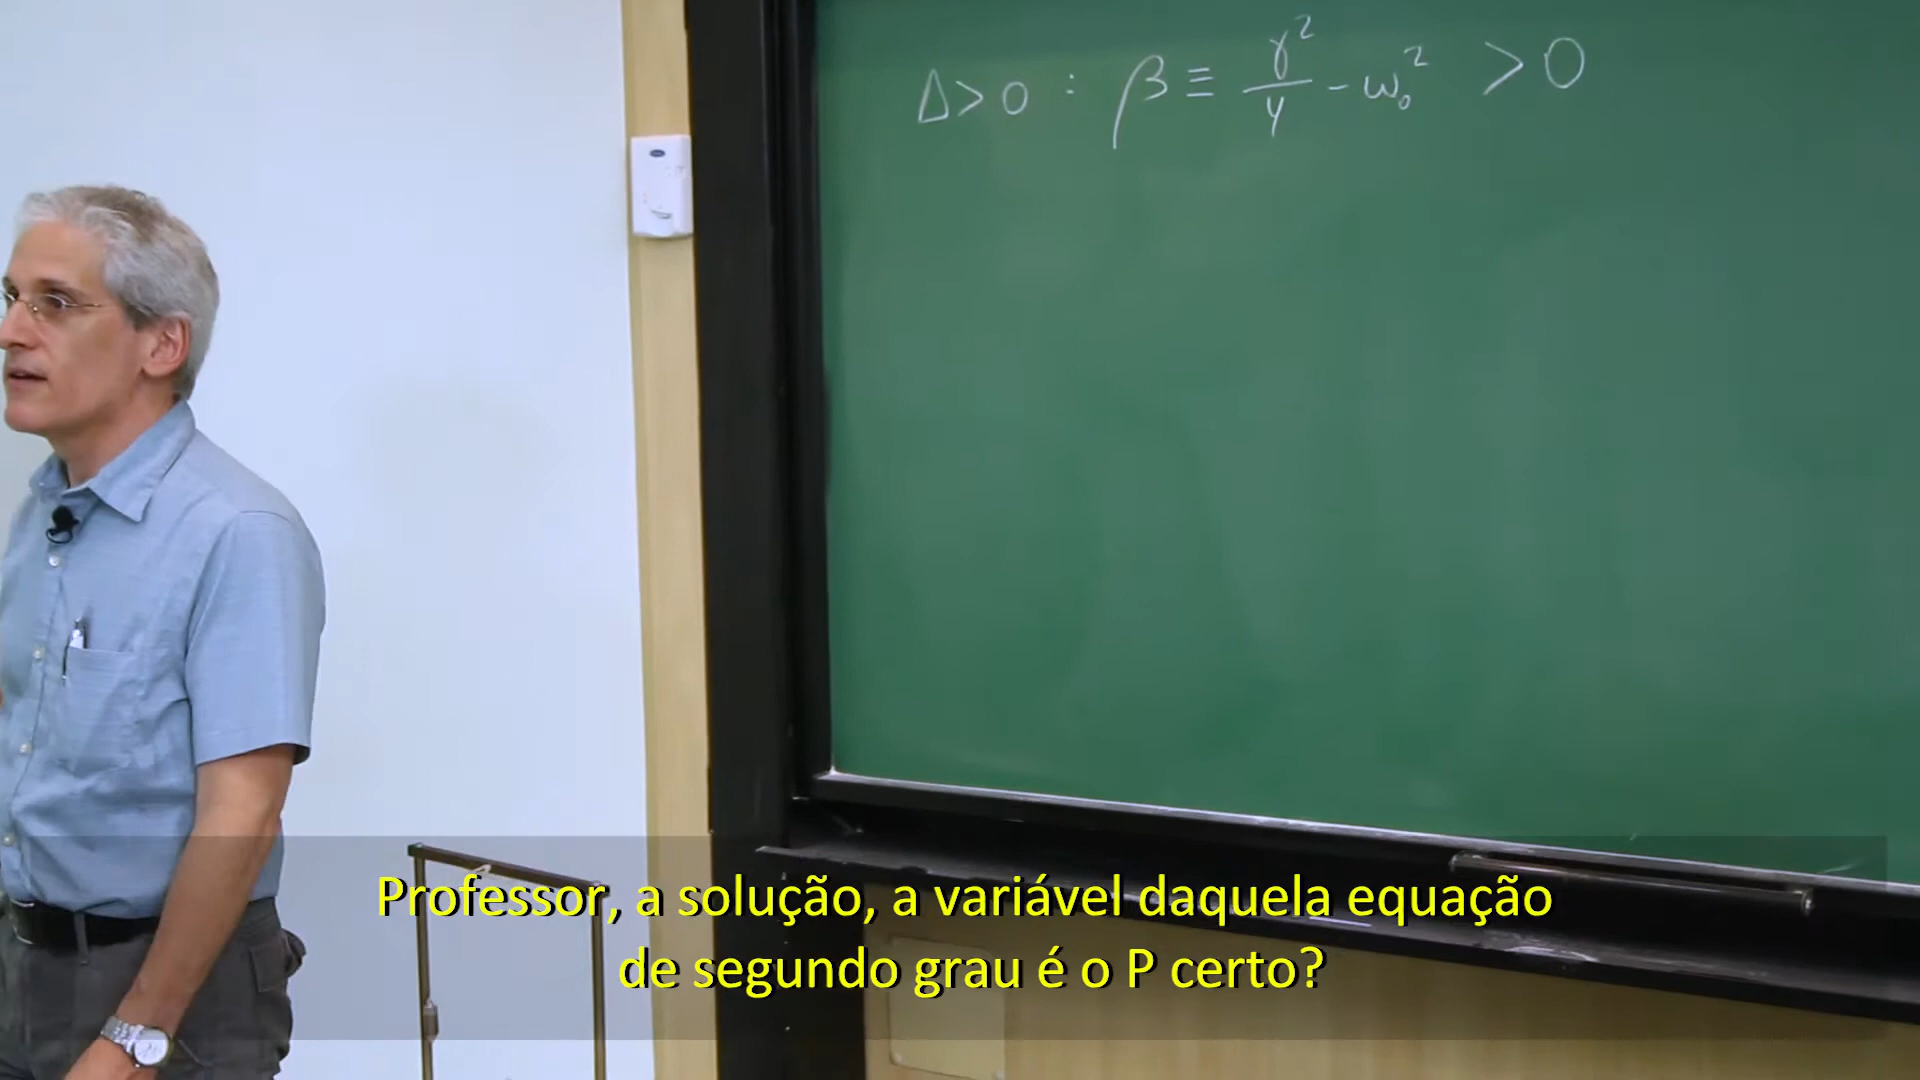 Δ > 0 : β ≡ γ²/4 - ω₀² > 0
Professor, a solução, a variável daquela equação
de segundo grau é o P certo?